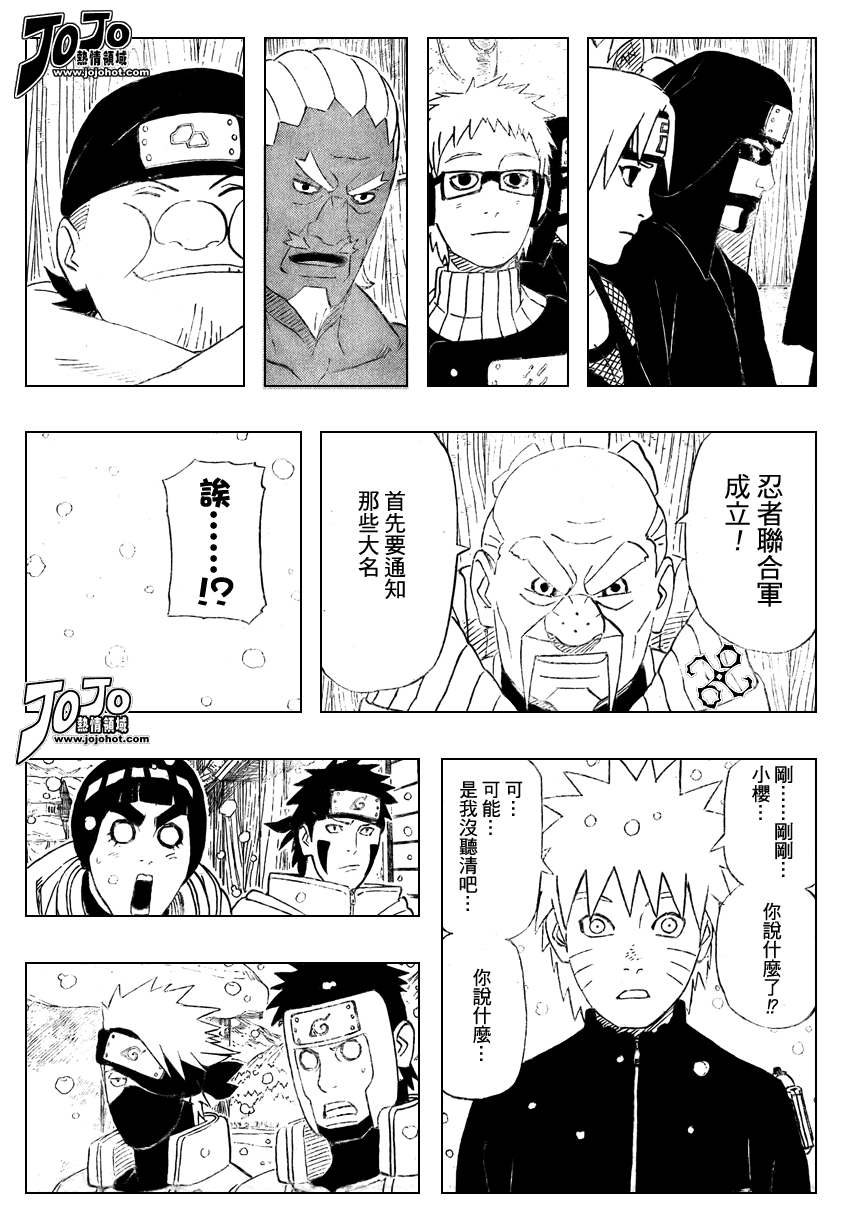 JOJO
熱情領域
www.jojohot.com
忍者聯合軍
成立！
首先要通知
那些大名
誒………!?
JOJO
熱情領域
www.jojohot.com
剛……剛剛…
小櫻…
你說什麼了!?
可…
可能…
是我沒聽清吧…
你說什麼…